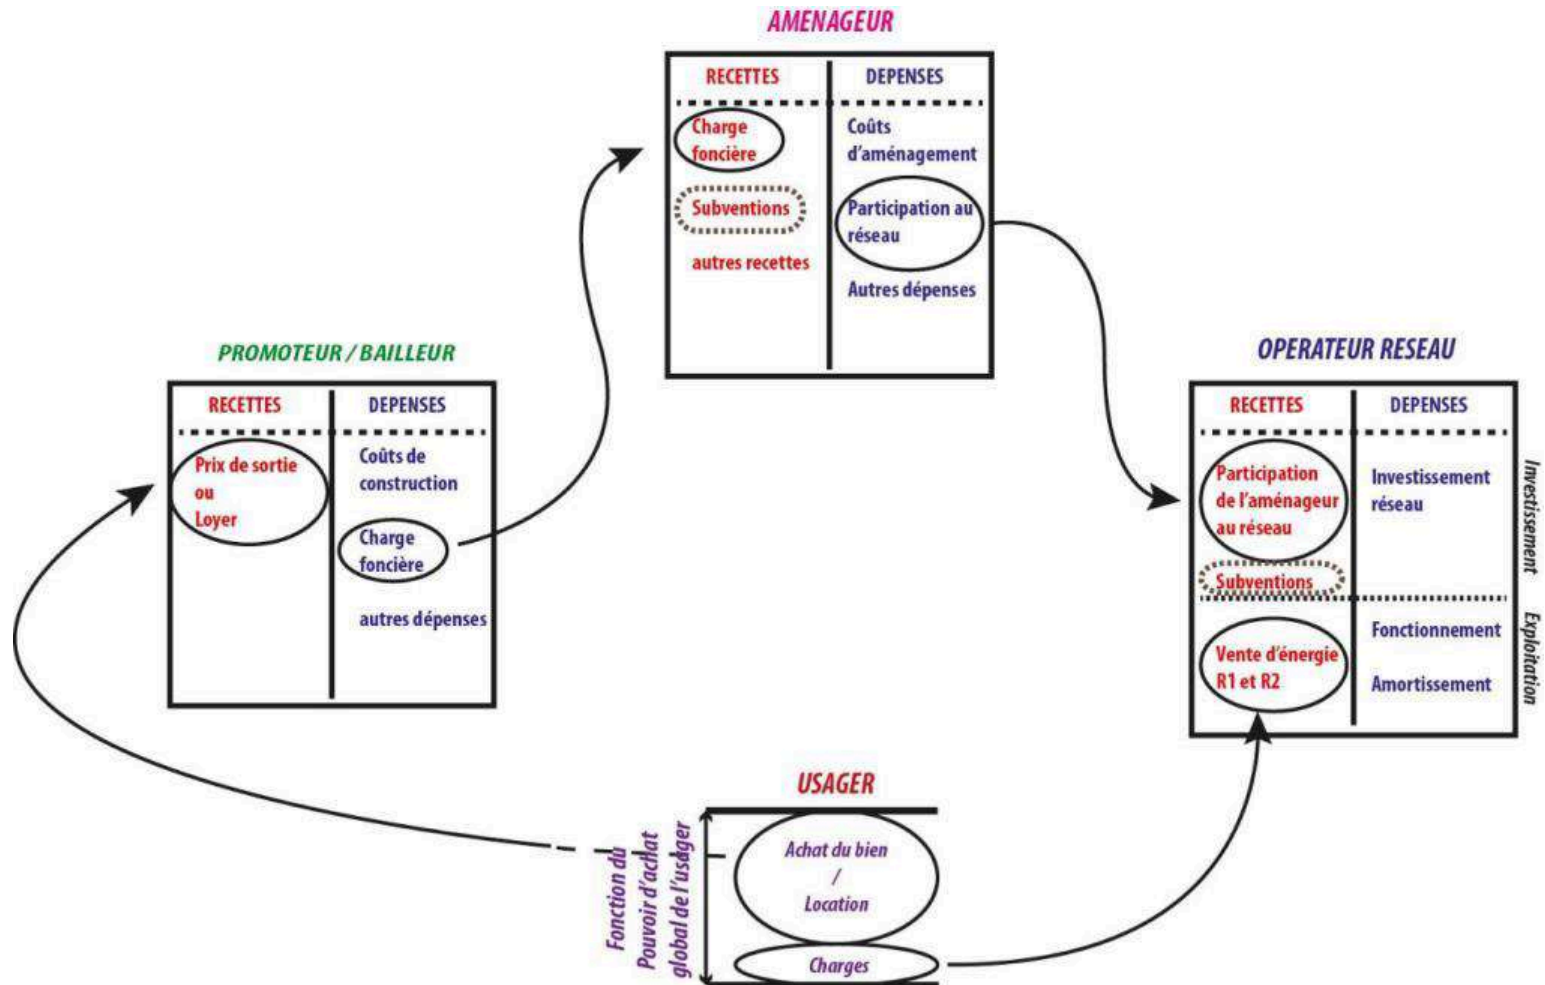 AMENAGEUR
RECETTES
DEPENSES
Charge
foncière
Subventions
autres recettes
Coûts
d'aménagement
Participation au
réseau
Autres dépenses
PROMOTEUR / BAILLEUR
RECETTES
DEPENSES
Prix de sortie
ou
Loyer
Coûts de
construction
Charge
foncière
autres dépenses
OPERATEUR RESEAU
RECETTES
DEPENSES
Participation
de l'aménageur
au réseau
Subventions
Vente d'énergie
R1 et R2
Investissement
réseau
Fonctionnement
Amortissement
Investissement
Exploitation
USAGER
Fonction du
Pouvoir d'achat
global de l'usager
Achat du bien
/
Location
Charges